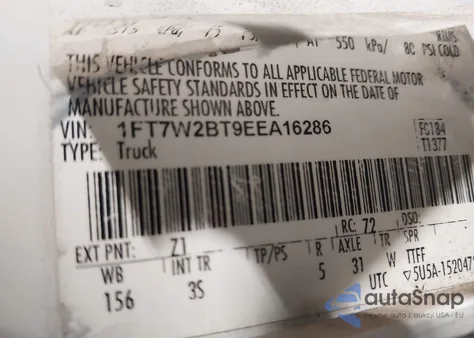 550 kPa/ 80 PSI COLD
THIS VEHICLE CONFORMS TO ALL APPLICABLE FEDERAL MOTOR
VEHICLE SAFETY STANDARDS IN EFFECT ON THE DATE OF
MANUFACTURE SHOWN ABOVE.
VIN: 1FT7W2BT9EEA16286 FC184
TYPE: Truck T1377
EXT PNT: Z1 RC: 72 DSO:
WB INT TR TP/PS R AXLE TR SPR
156 3S 5 31 W TTFF
UTC ▽5U5A-152047
autoSnap